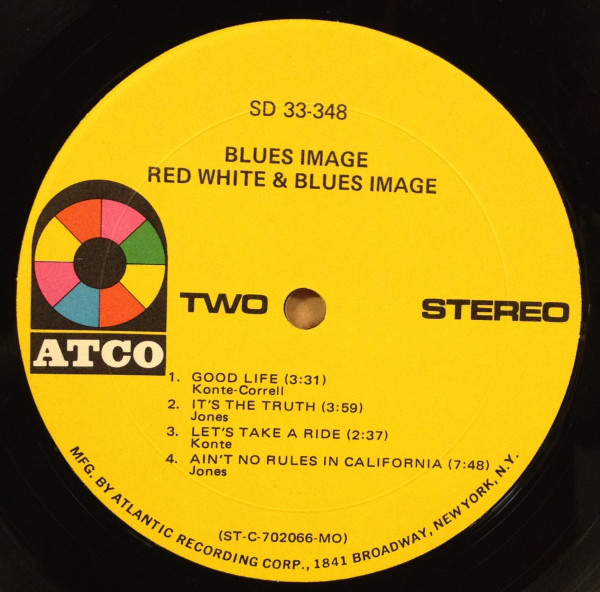 SD 33-348
BLUES IMAGE
RED WHITE & BLUES IMAGE
TWO
STEREO
ATCO
1. GOOD LIFE (3:31)
Konte-Correll
2. IT'S THE TRUTH (3:59)
Jones
3. LET'S TAKE A RIDE (2:37)
Konte
4. AIN'T NO RULES IN CALIFORNIA (7:48)
Jones
(ST-C-702066-MO)
MFG. BY ATLANTIC RECORDING CORP., 1841 BROADWAY, NEW YORK, N.Y.